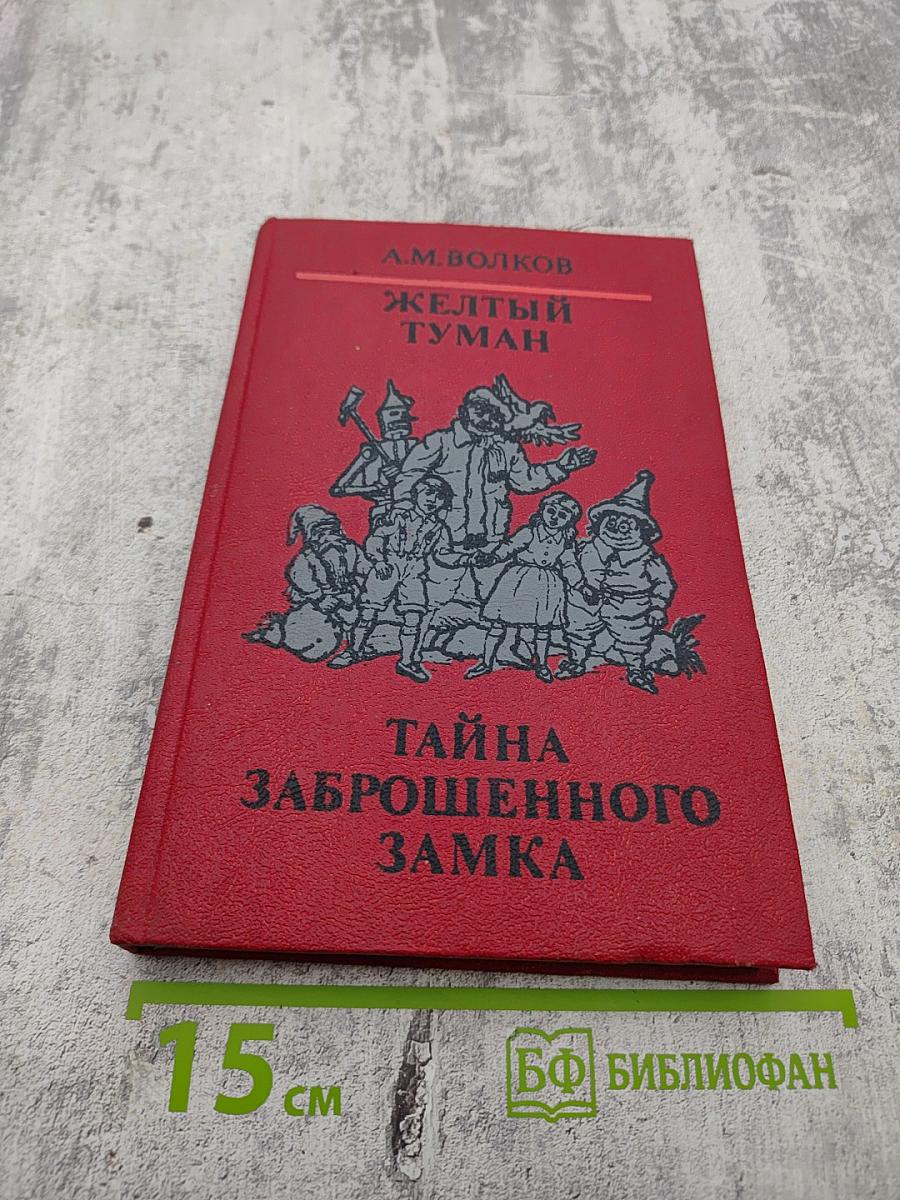 А.М. ВОЛКОВ
ЖЕЛТЫЙ
ТУМАН
ТАЙНА
ЗАБРОШЕННОГО
ЗАМКА
15 см
БФ БИБЛИОФАН